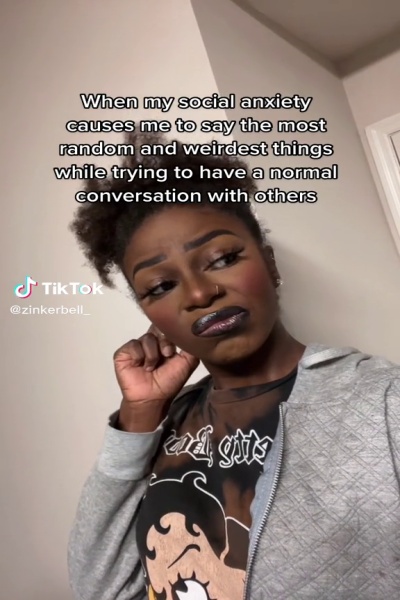 When my social anxiety
causes me to say the most
random and weirdest things
while trying to have a normal
conversation with others
TikTok
@zinkerbell_